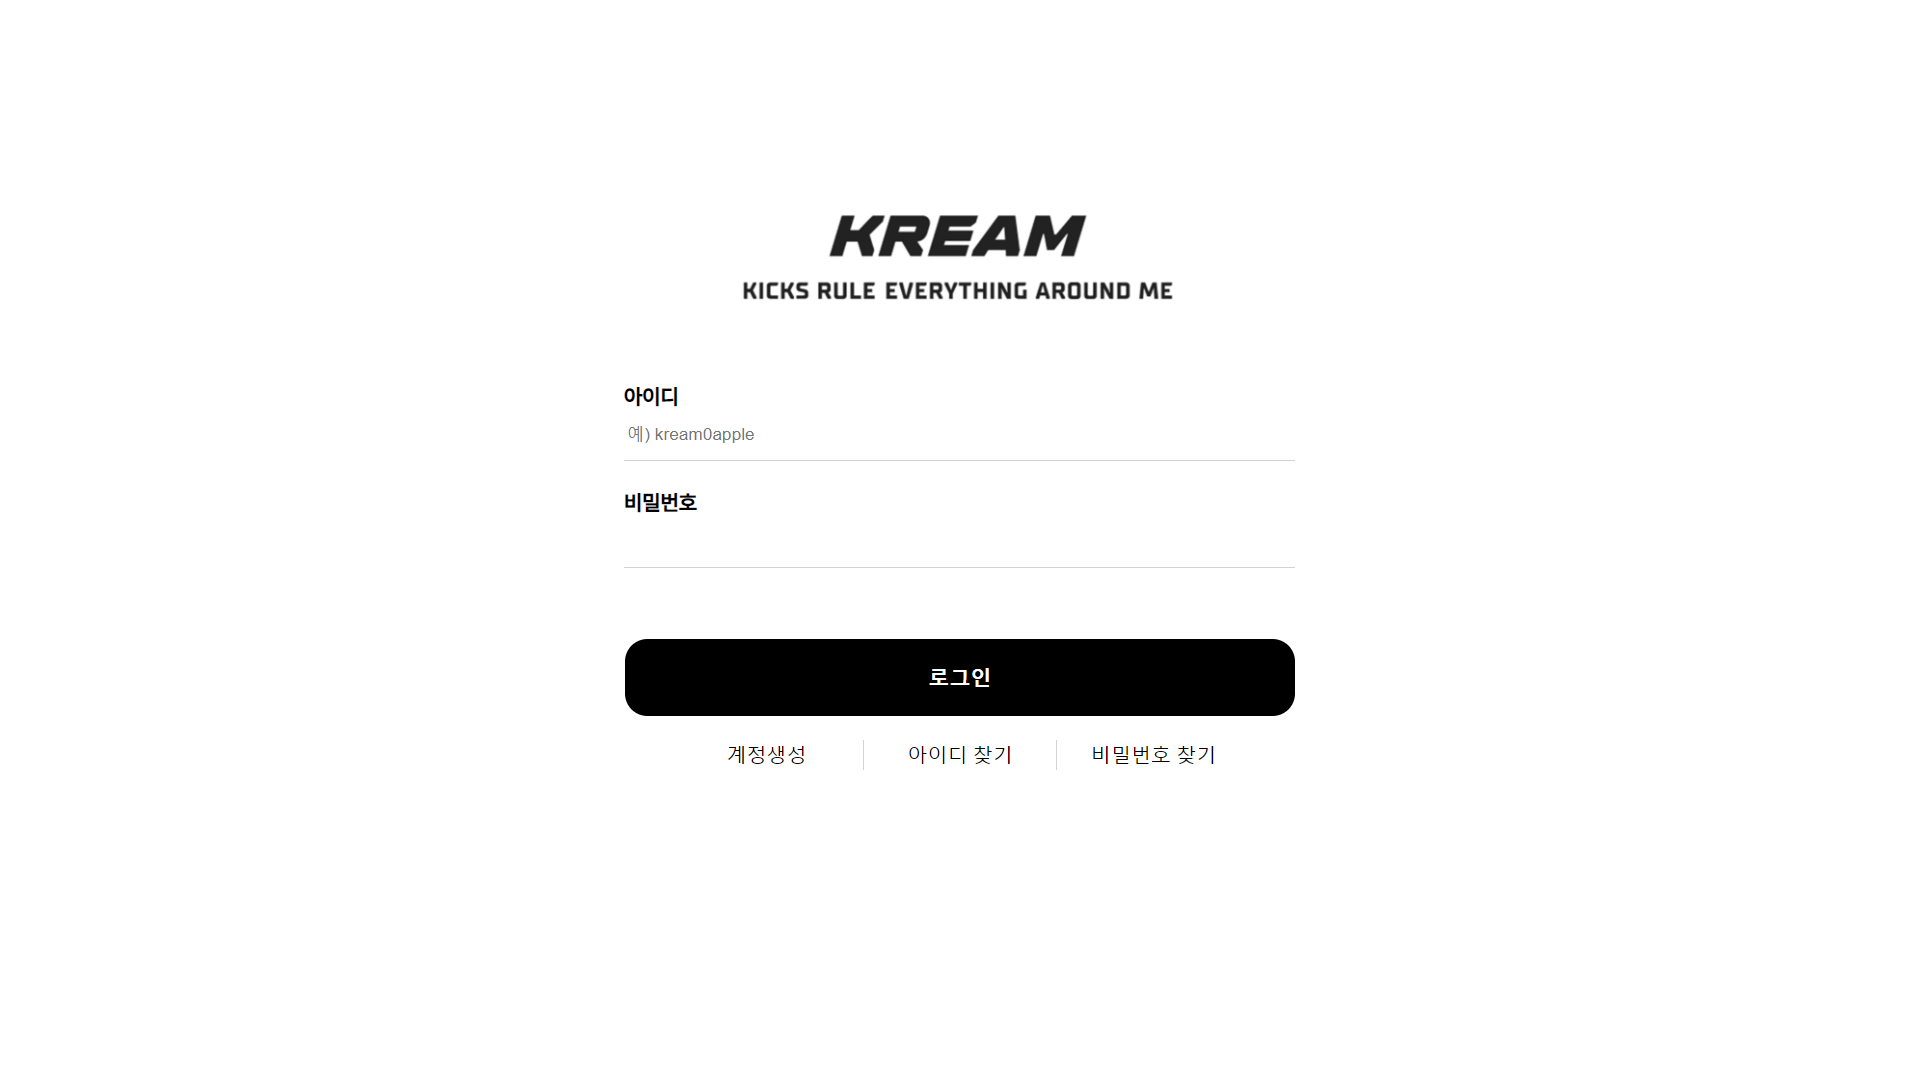 KREAM
KICKS RULE EVERYTHING AROUND ME
아이디
예) kream0apple
비밀번호
로그인
계정생성 아이디 찾기 비밀번호 찾기